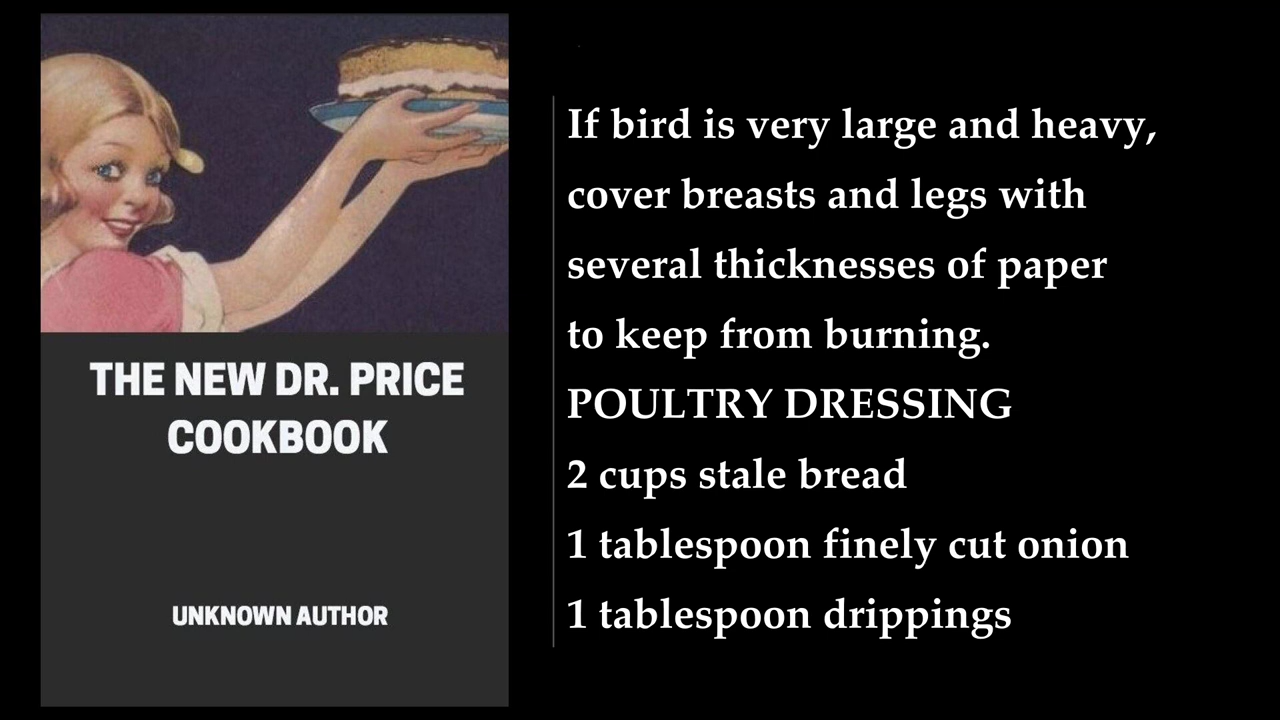 THE NEW DR. PRICE
COOKBOOK
UNKNOWN AUTHOR
If bird is very large and heavy,
cover breasts and legs with
several thicknesses of paper
to keep from burning.
POULTRY DRESSING
2 cups stale bread
1 tablespoon finely cut onion
1 tablespoon drippings